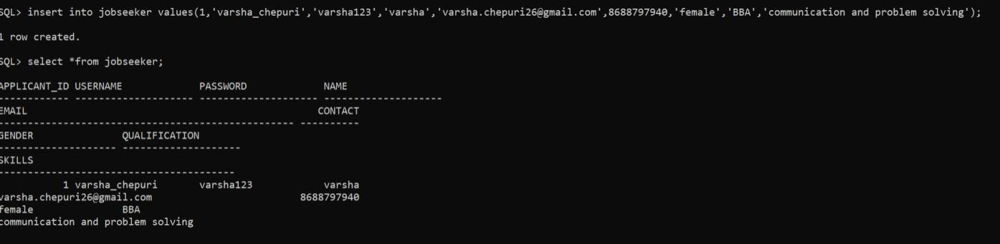 SQL> insert into jobseeker values(1,'varsha_chepuri','varsha123','varsha','varsha.chepuri26@gmail.com',8688797940,'female','BBA','communication and problem solving');
1 row created.
SQL> select *from jobseeker;
APPLICANT_ID USERNAME             PASSWORD             NAME
------------ -------------------- -------------------- --------------------
EMAIL                                                 CONTACT
-------------------------------------------------- ----------
GENDER               QUALIFICATION
-------------------- --------------------
SKILLS
----------------------------------------
           1 varsha_chepuri       varsha123            varsha
varsha.chepuri26@gmail.com                         8688797940
female               BBA
communication and problem solving